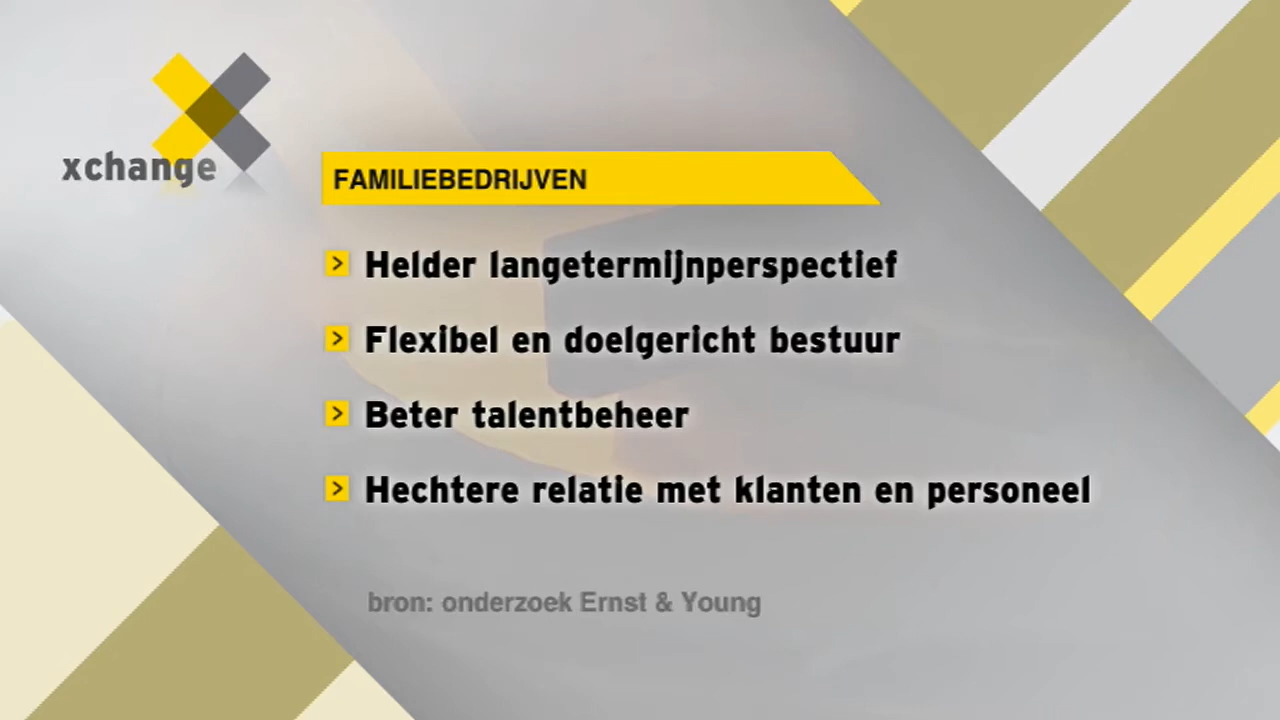 xchange
FAMILIEBEDRIJVEN
> Helder langetermijnperspectief
> Flexibel en doelgericht bestuur
> Beter talentbeheer
> Hechtere relatie met klanten en personeel
bron: onderzoek Ernst & Young